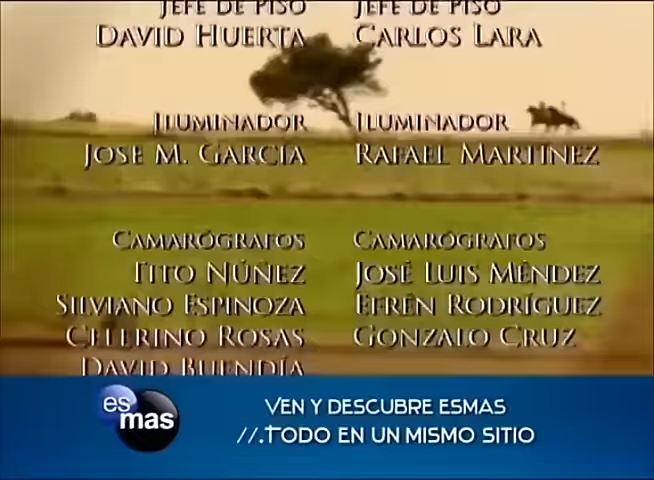 JEFE DE PISO JEFE DE PISO
DAVID HUERTA CARLOS LARA
ILUMINADOR ILUMINADOR
JOSE M. GARCÍA RAFAEL MARTINEZ
CAMARÓGRAFOS CAMARÓGRAFOS
TITO NÚÑEZ JOSÉ LUIS MÉNDEZ
SILVIANO ESPINOZA EFRÉN RODRÍGUEZ
CELERINO ROSAS GONZALO CRUZ
DAVID BUENDÍA
es mas VEN Y DESCUBRE ESMAS
//.TODO EN UN MISMO SITIO